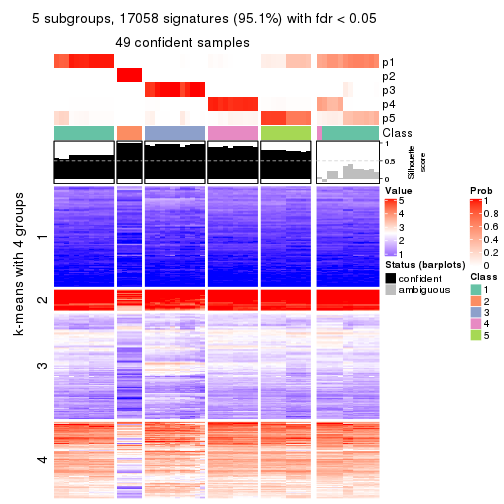 5 subgroups, 17058 signatures (95.1%) with fdr < 0.05
49 confident samples
p1
p2
p3
p4
p5
Class
1
0.5
0
Silhouette
score
k-means with 4 groups
1
2
3
4
Value
5
4
3
2
1
Status (barplots)
confident
ambiguous
Prob
1
0.8
0.6
0.4
0.2
0
Class
1
2
3
4
5